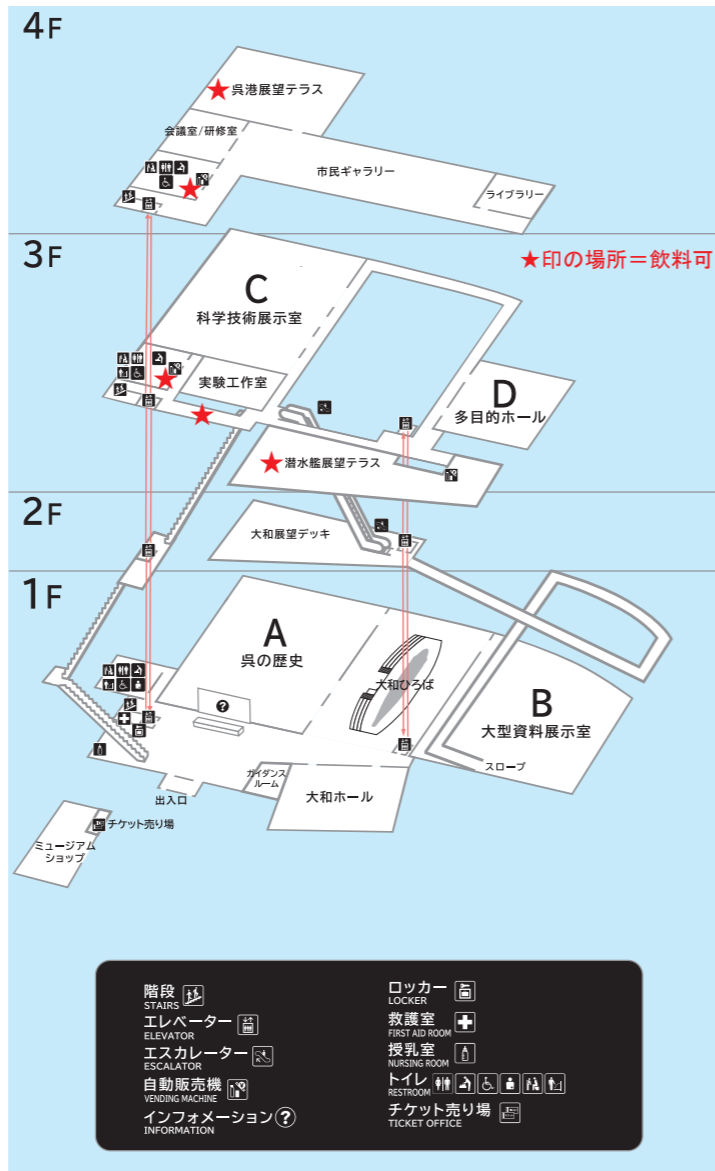 4F
★呉港展望テラス
会議室/研修室
市民ギャラリー
ライブラリー
3F
★印の場所＝飲料可
C
科学技術展示室
実験工作室
D
多目的ホール
★潜水艦展望テラス
2F
大和展望デッキ
1F
A
呉の歴史
?
大和ひろば
B
大型資料展示室
スロープ
ガイダンス
ルーム
大和ホール
出入口
チケット売り場
ミュージアム
ショップ
階段
STAIRS
エレベーター
ELEVATOR
エスカレーター
ESCALATOR
自動販売機
VENDING MACHINE
インフォメーション ?
INFORMATION
ロッカー
LOCKER
救護室
FIRST AID ROOM
授乳室
NURSING ROOM
トイレ
RESTROOM
チケット売り場
TICKET OFFICE